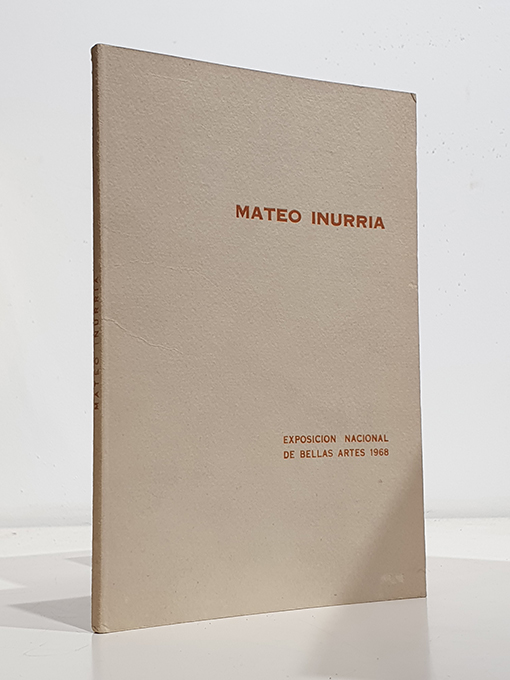 MATEO INURRIA
EXPOSICION NACIONAL
DE BELLAS ARTES 1968
MATEO INURRIA